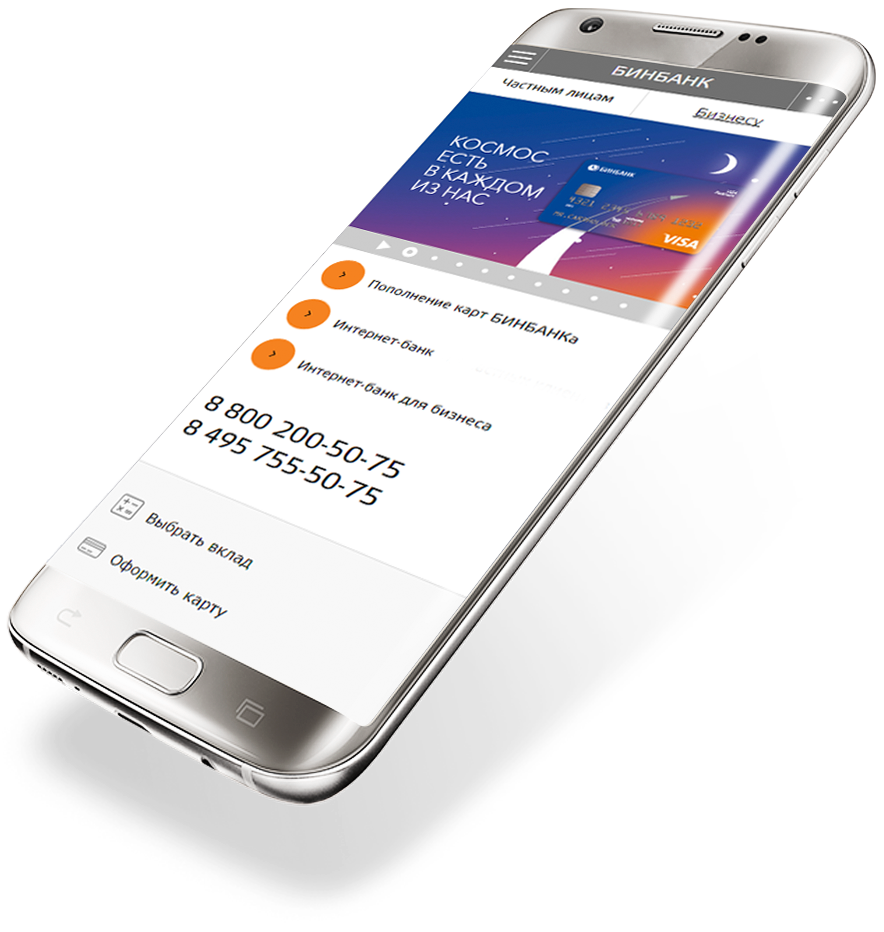 БИНБАНК
Частным лицам
Бизнесу
КОСМОС
ЕСТЬ
В КАЖДОМ
ИЗ НАС
БИНБАНК
VISA
Пополнение карт БИНБАНКа
Интернет-банк
Интернет-банк для бизнеса
8 800 200-50-75
8 495 755-50-75
Выбрать вклад
Оформить карту